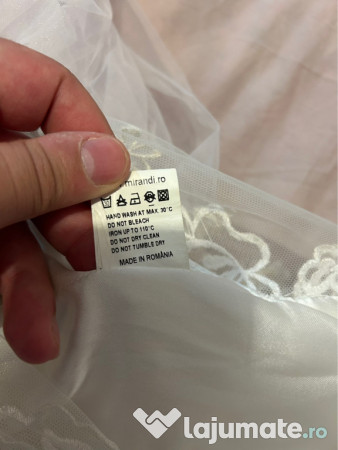 mirandi.ro
HAND WASH AT MAX 30°C
DO NOT BLEACH
IRON UP TO 110°C
DO NOT DRY CLEAN
DO NOT TUMBLE DRY
MADE IN ROMÂNIA
lajumate.ro